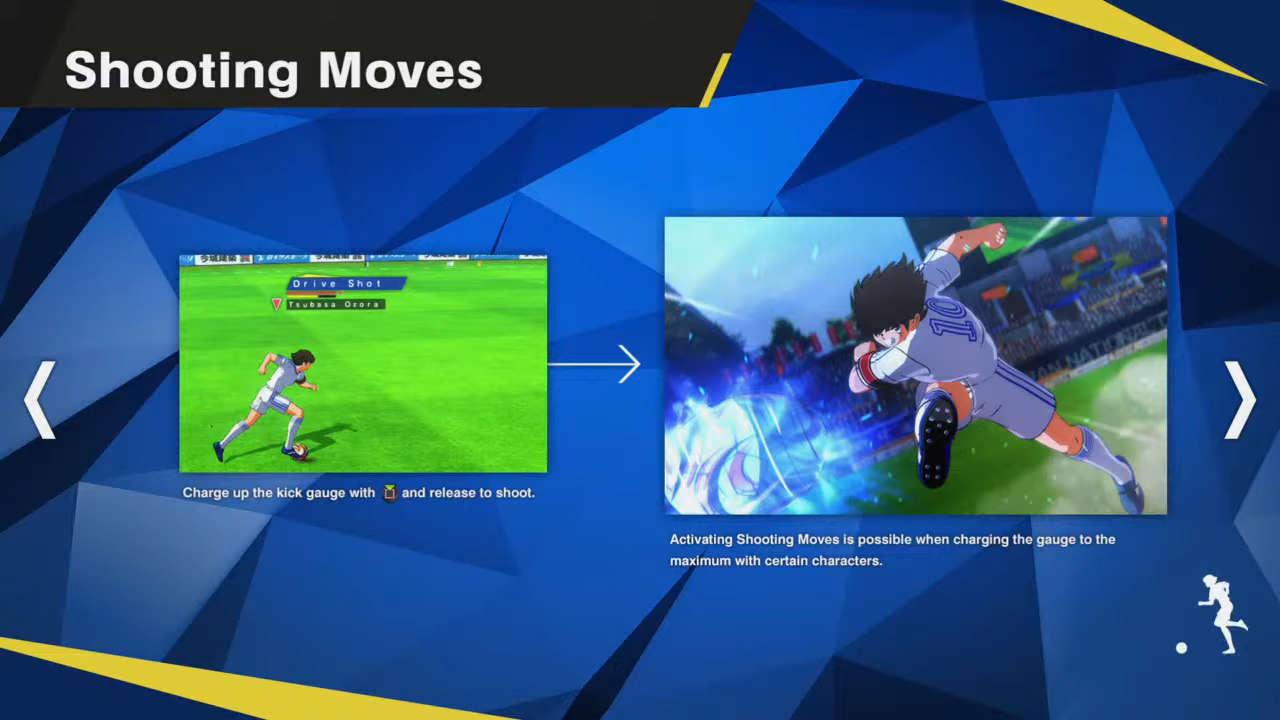 Shooting Moves
Drive Shot
Tsubasa Ozora
10
Charge up the kick gauge with and release to shoot.
Activating Shooting Moves is possible when charging the gauge to the
maximum with certain characters.